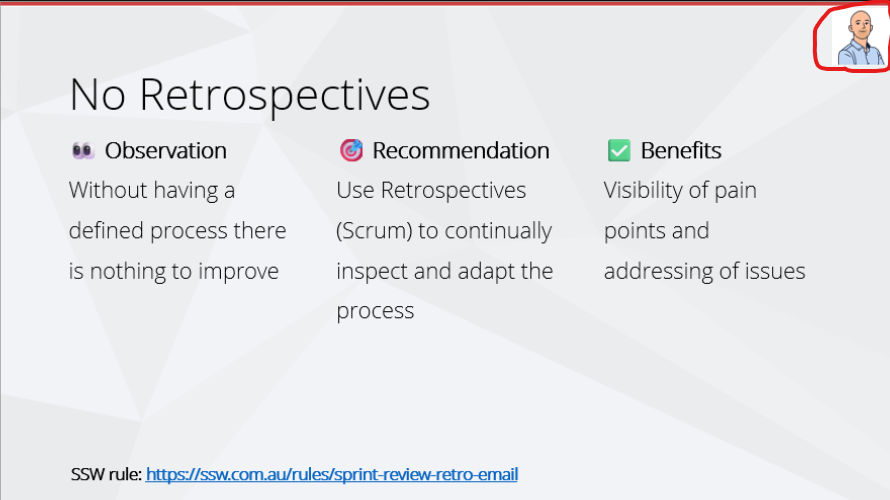 No Retrospectives
👀 Observation
Without having a
defined process there
is nothing to improve
🎯 Recommendation
Use Retrospectives
(Scrum) to continually
inspect and adapt the
process
✅ Benefits
Visibility of pain
points and
addressing of issues
SSW rule: https://ssw.com.au/rules/sprint-review-retro-email